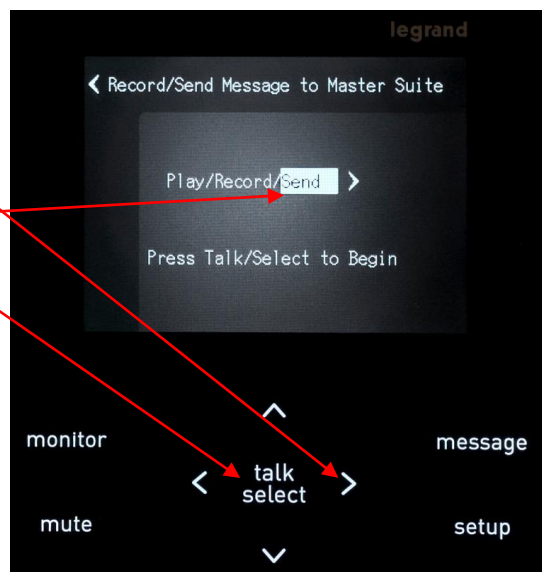 legrand
Record/Send Message to Master Suite
Play/Record/Send
Press Talk/Select to Begin
monitor
message
talk
select
mute
setup